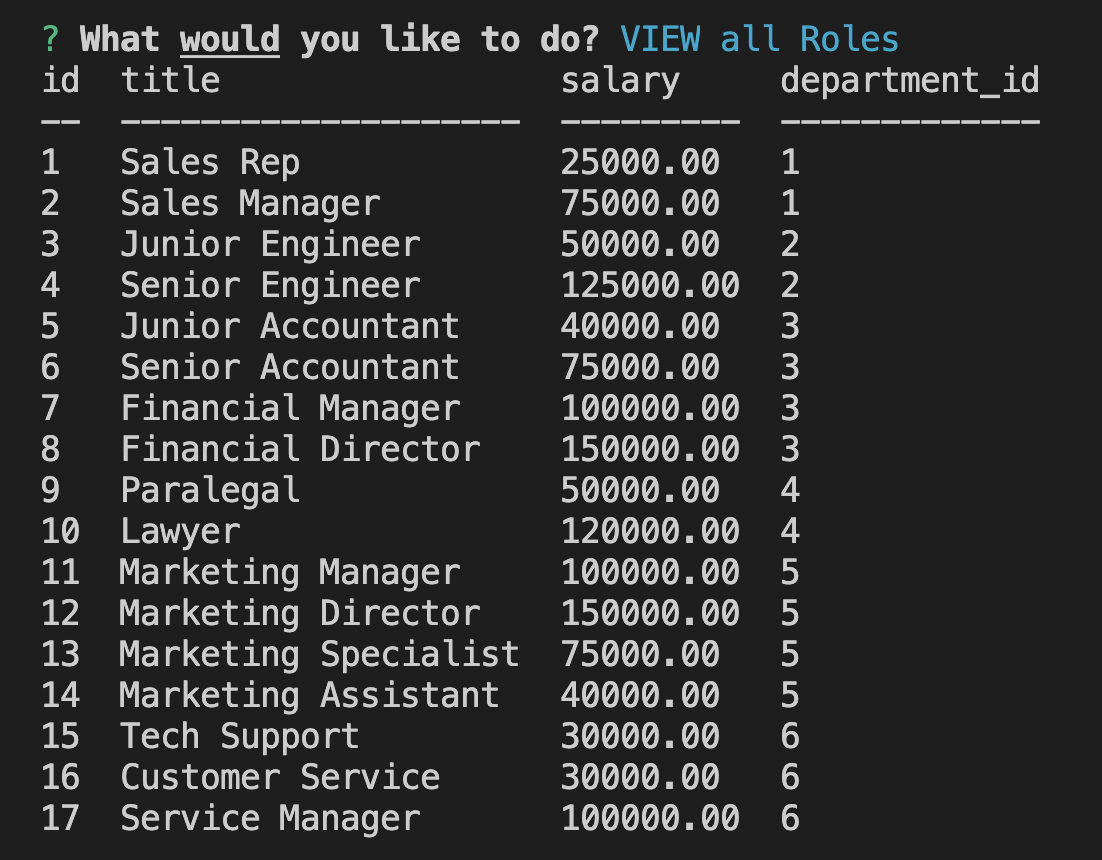 ? What would you like to do? VIEW all Roles
id  title                 salary     department_id
--  --------------------  ---------  -------------
1   Sales Rep             25000.00   1
2   Sales Manager         75000.00   1
3   Junior Engineer       50000.00   2
4   Senior Engineer       125000.00  2
5   Junior Accountant     40000.00   3
6   Senior Accountant     75000.00   3
7   Financial Manager     100000.00  3
8   Financial Director    150000.00  3
9   Paralegal             50000.00   4
10  Lawyer                120000.00  4
11  Marketing Manager     100000.00  5
12  Marketing Director    150000.00  5
13  Marketing Specialist  75000.00   5
14  Marketing Assistant   40000.00   5
15  Tech Support          30000.00   6
16  Customer Service      30000.00   6
17  Service Manager       100000.00  6